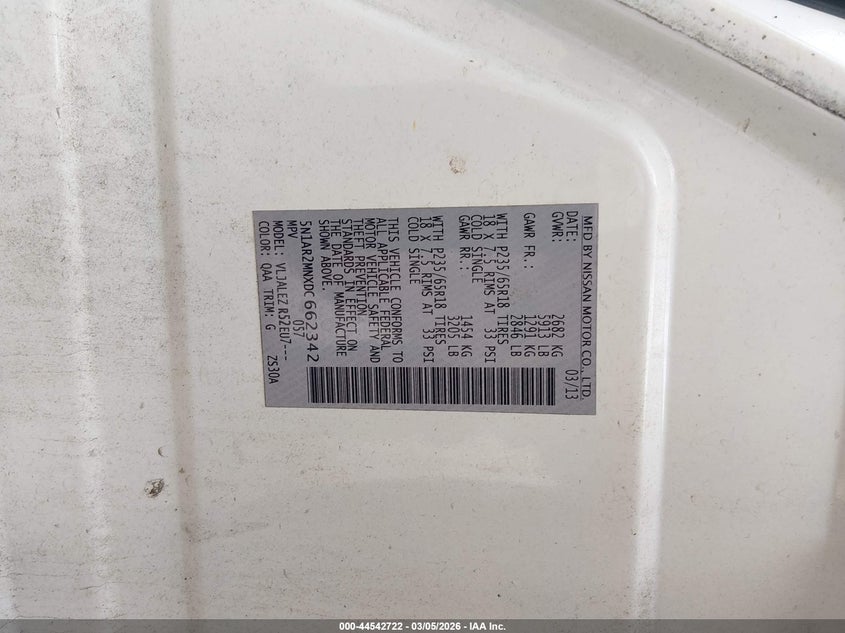 MFD BY NISSAN MOTOR CO., LTD.
DATE: 03/13
GVWR: 2682 KG
5913 LB
GAWR FR.: 1291 KG
2846 LB
WITH P235/65R18 TIRES
18 X 7.5 RIMS AT 33 PSI
COLD SINGLE
GAWR RR.: 1454 KG
3205 LB
WITH P235/65R18 TIRES
18 X 7.5 RIMS AT 33 PSI
COLD SINGLE
THIS VEHICLE CONFORMS TO
ALL APPLICABLE FEDERAL
MOTOR VEHICLE SAFETY AND
THEFT PREVENTION
STANDARDS IN EFFECT ON
THE DATE OF MANUFACTURE
SHOWN ABOVE.
5N1AR2MNXDC662342
MPV 057
MODEL: VLJALEZ R52EU7---
COLOR: QAA TRIM: G ZS30A
000-44542722 - 03/05/2026 - IAA Inc.